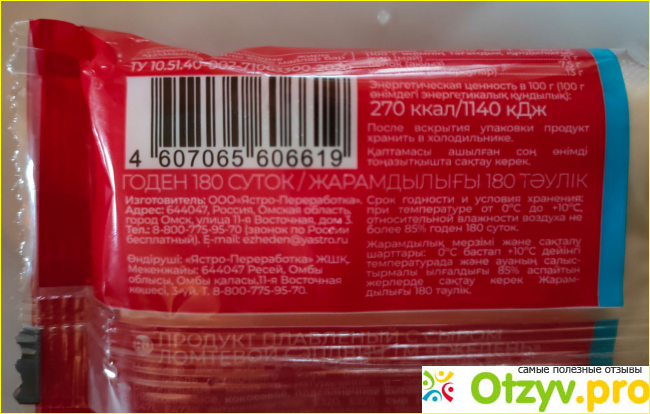 ТУ 10.51.40-002-
15 г
Энергетическая ценность в 100 г (100 г
өнімдегі энергетикалық құндылық):
270 ккал/1140 кДж
После вскрытия упаковки продукт
хранить в холодильнике.
Қаптамасы ашылған соң өнімді
тоңазытқышта сақтау керек.
4 607065 606619
ГОДЕН 180 СУТОК / ЖАРАМДЫЛЫҒЫ 180 ТӘУЛІК
Изготовитель: ООО«Ястро-Переработка».
Адрес: 644047, Россия, Омская область,
город Омск, улица 11-я Восточная, дом 3.
Тел.: 8-800-775-95-70 (звонок по России
бесплатный). E-mail: ezheden@yastro.ru
Өндіруші: «Ястро-Переработка» ЖШҚ,
Мекенжайы: 644047 Ресей, Омбы
облысы, Омбы қаласы,11-я Восточная
көшесі, 3-үй. Т. 8-800-775-95-70.
Срок годности и условия хранения:
при температуре от 0°С до +10°С,
относительной влажности воздуха не
более 85% годен 180 суток.
Жарамдылық мерзімі және сақталу
шарттары: 0°С бастап +10°С дейінгі
температурада және ауаның салыс-
тырмалы ылғалдығы 85% аспайтын
жерлерде сақтау керек Жарам-
дылығы 180 тәулік.
ПРОДУКТ ПЛАВЛЕНЫЙ С СЫРОМ
ЛОМТЕВОЙ
самые полезные отзывы
Otzyv.pro